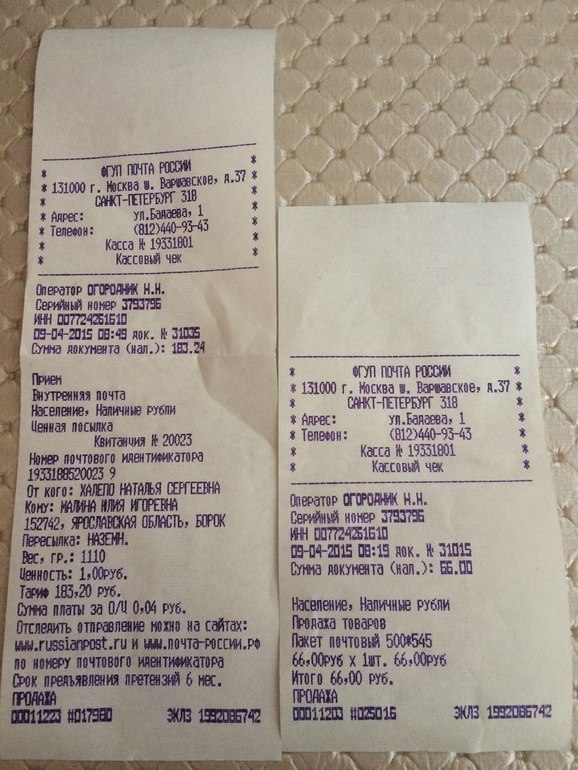 * ФГУП ПОЧТА РОССИИ *
* 131000 г. Москва ш. Варшавское, д.37 *
* САНКТ-ПЕТЕРБУРГ 318 *
* Адрес: ул.Бадаева, 1 *
* Телефон: (812)440-93-43 *
* Касса № 19331801 *
* Кассовый чек *
Оператор ОГОРОДНИК Н.Н.
Серийный номер 3793796
ИНН 007724261610
09-04-2015 08:49 док. № 31035
Сумма документа (нал.): 183.24
Прием
Внутренняя почта
Население, Наличные рубли
Ценная посылка
Квитанция № 20023
Номер почтового идентификатора
1933188520023 9
От кого: ХАЛЕПО НАТАЛЬЯ СЕРГЕЕВНА
Кому: МАЛИНА ЮЛИЯ ИГОРЕВНА
152742, ЯРОСЛАВСКАЯ ОБЛАСТЬ, БОРОК
Пересылка: НАЗЕМН.
Вес, гр.: 1110
Ценность: 1,00руб.
Тариф 183,20 руб.
Сумма платы за О/Ц 0,04 руб.
Отследить отправление можно на сайтах:
www.russianpost.ru и www.почта-россии.рф
по номеру почтового идентификатора
Срок предъявления претензий 6 мес.
ПРОДАЖА
00011223 #017980 ЭКЛЗ 1992086742
* ФГУП ПОЧТА РОССИИ *
* 131000 г. Москва ш. Варшавское, д.37 *
* САНКТ-ПЕТЕРБУРГ 318 *
* Адрес: ул.Бадаева, 1 *
* Телефон: (812)440-93-43 *
* Касса № 19331801 *
* Кассовый чек *
Оператор ОГОРОДНИК Н.Н.
Серийный номер 3793796
ИНН 007724261610
09-04-2015 08:19 док. № 31015
Сумма документа (нал.): 66.00
Население, Наличные рубли
Продажа товаров
Пакет почтовый 500*545
66,00руб х 1шт. 66,00руб
Итого 66,00 руб.
ПРОДАЖА
00011203 #025016 ЭКЛЗ 1992086742